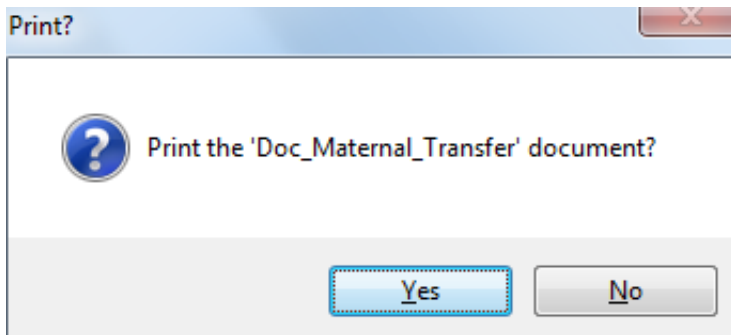 Print?
Print the 'Doc_Maternal_Transfer' document?
Yes
No